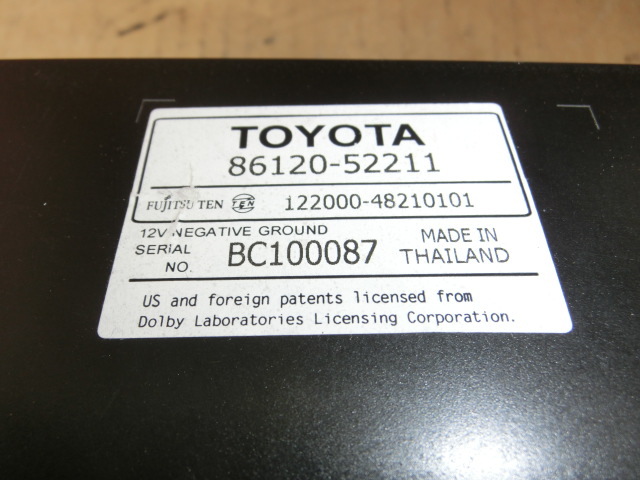 TOYOTA
86120-52211
FUJITSU TEN TEN 122000-48210101
12V NEGATIVE GROUND
SERIAL NO. BC100087 MADE IN THAILAND
US and foreign patents licensed from
Dolby Laboratories Licensing Corporation.